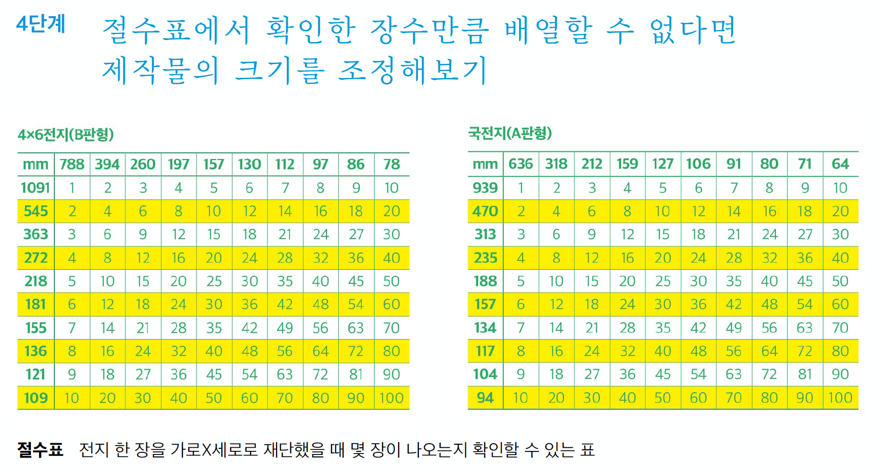 4단계
절수표에서 확인한 장수만큼 배열할 수 없다면
제작물의 크기를 조정해보기
4×6전지(B판형)
mm 788 394 260 197 157 130 112 97 86 78
1091 1 2 3 4 5 6 7 8 9 10
545 2 4 6 8 10 12 14 16 18 20
363 3 6 9 12 15 18 21 24 27 30
272 4 8 12 16 20 24 28 32 36 40
218 5 10 15 20 25 30 35 40 45 50
181 6 12 18 24 30 36 42 48 54 60
155 7 14 21 28 35 42 49 56 63 70
136 8 16 24 32 40 48 56 64 72 80
121 9 18 27 36 45 54 63 72 81 90
109 10 20 30 40 50 60 70 80 90 100
국전지(A판형)
mm 636 318 212 159 127 106 91 80 71 64
939 1 2 3 4 5 6 7 8 9 10
470 2 4 6 8 10 12 14 16 18 20
313 3 6 9 12 15 18 21 24 27 30
235 4 8 12 16 20 24 28 32 36 40
188 5 10 15 20 25 30 35 40 45 50
157 6 12 18 24 30 36 42 48 54 60
134 7 14 21 28 35 42 49 56 63 70
117 8 16 24 32 40 48 56 64 72 80
104 9 18 27 36 45 54 63 72 81 90
94 10 20 30 40 50 60 70 80 90 100
절수표 전지 한 장을 가로X세로로 재단했을 때 몇 장이 나오는지 확인할 수 있는 표